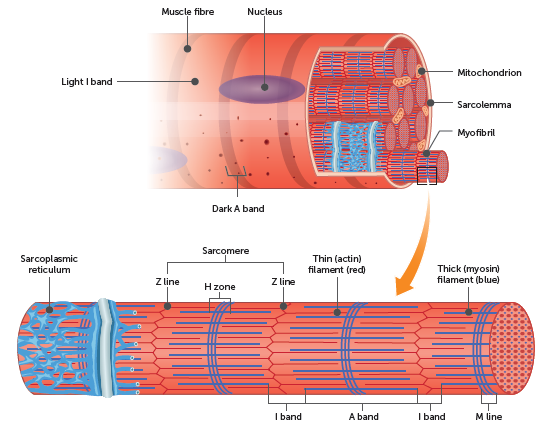 Muscle fibre
Nucleus
Light I band
Mitochondrion
Sarcolemma
Myofibril
Dark A band
Sarcoplasmic
reticulum
Sarcomere
Z line
H zone
Z line
Thin (actin)
filament (red)
Thick (myosin)
filament (blue)
I band
A band
I band
M line